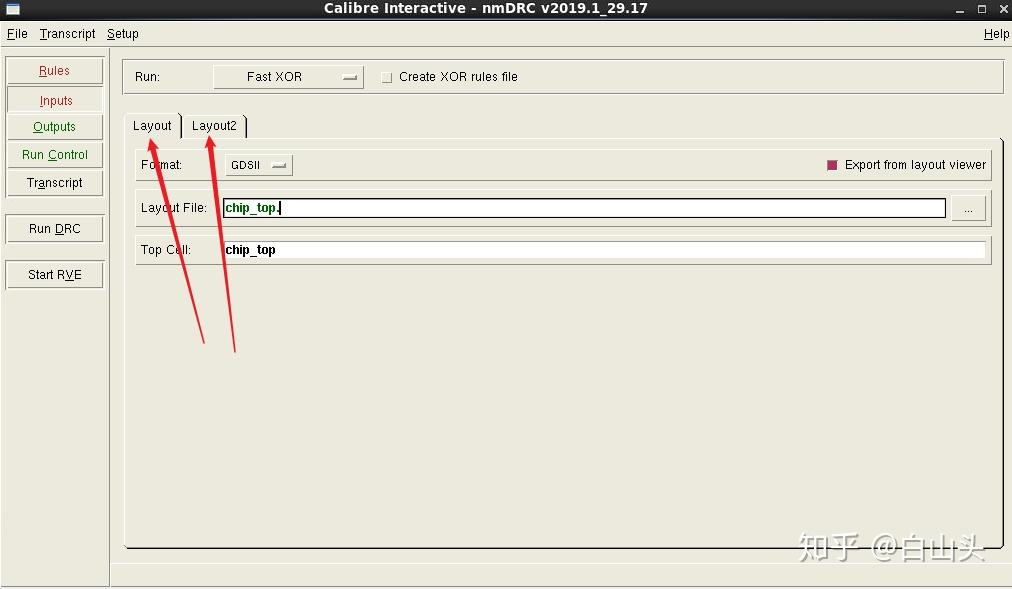 Calibre Interactive - nmDRC v2019.1_29.17
File Transcript Setup Help
Rules
Inputs
Outputs
Run Control
Transcript
Run DRC
Start RVE
Run: Fast XOR Create XOR rules file
Layout Layout2
Format: GDSII Export from layout viewer
Layout File: chip_top. ...
Top Cell: chip_top
知乎 @白山头